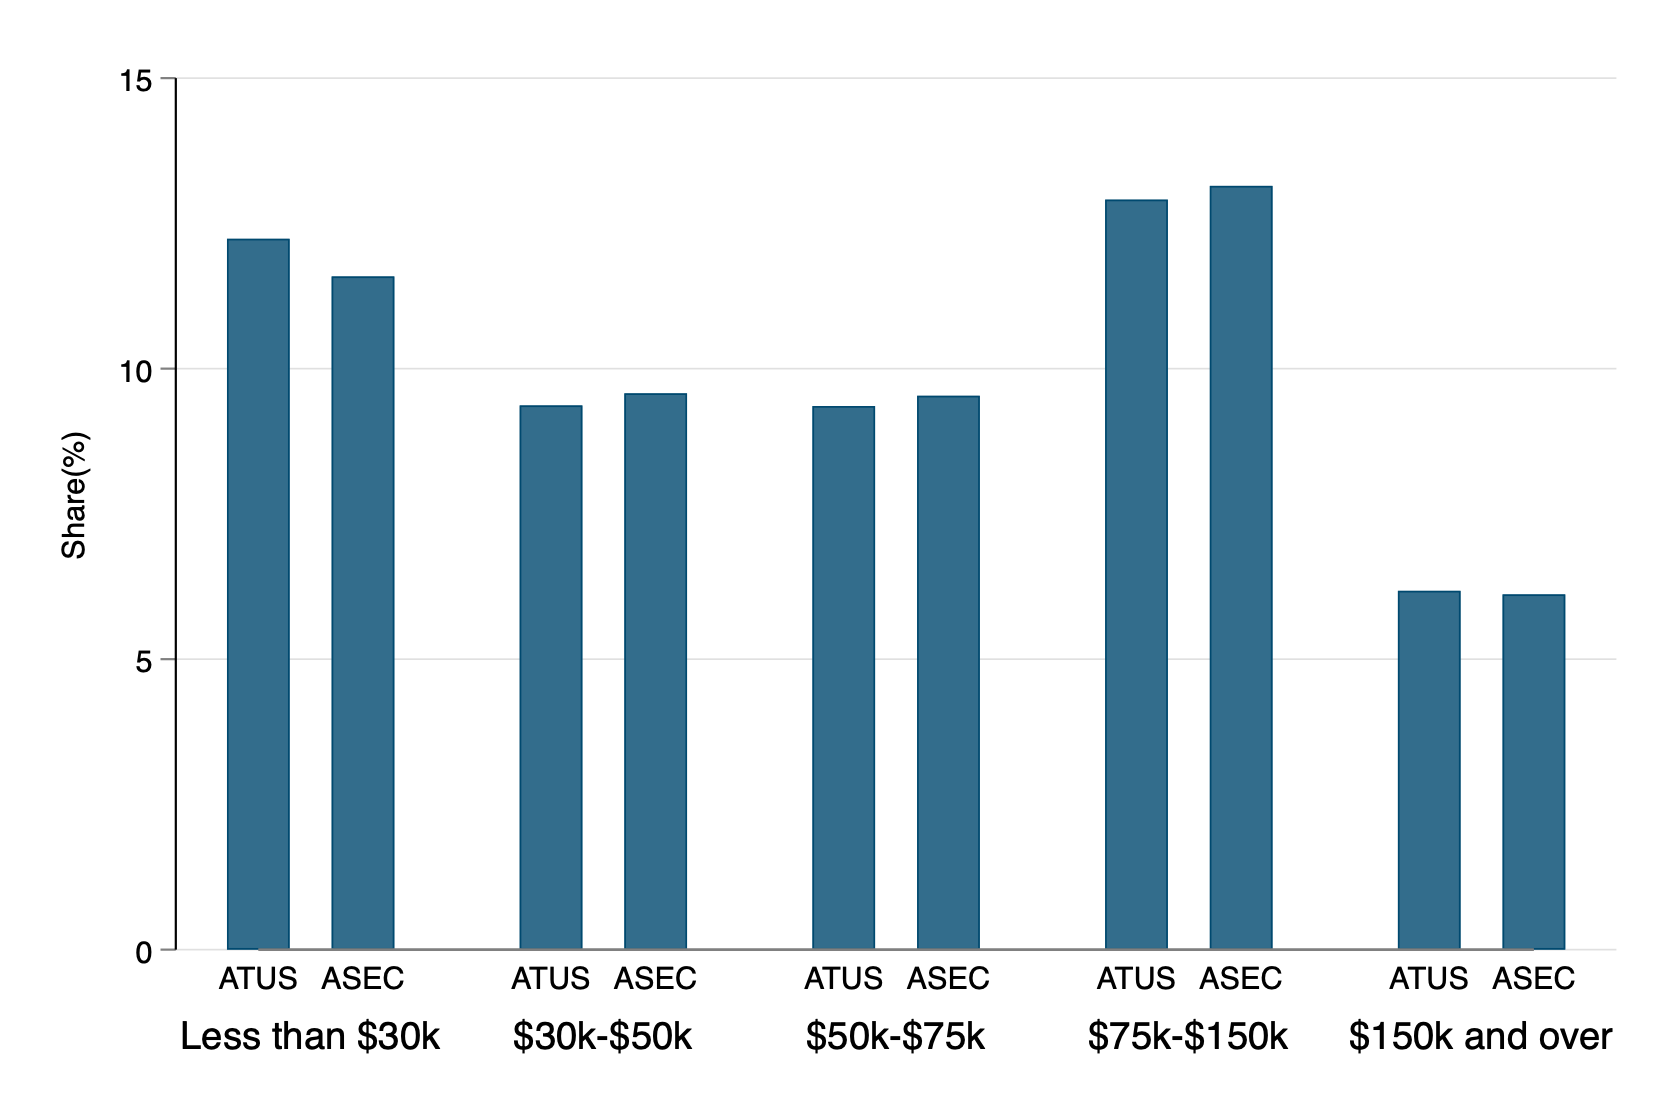 15
10
5
0
Share(%)
ATUS ASEC ATUS ASEC ATUS ASEC ATUS ASEC ATUS ASEC
Less than $30k $30k-$50k $50k-$75k $75k-$150k $150k and over